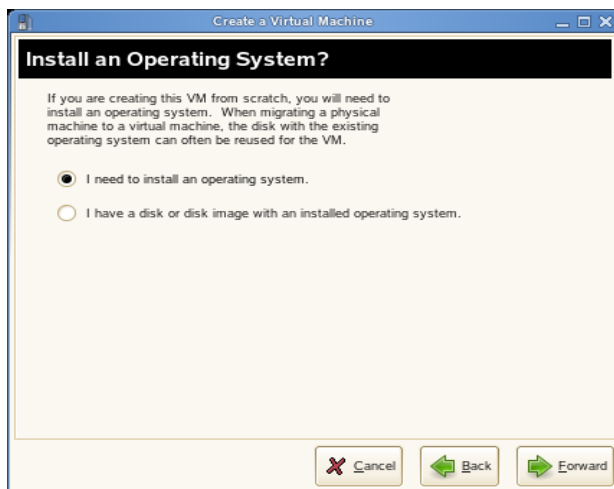 Create a Virtual Machine
Install an Operating System?
If you are creating this VM from scratch, you will need to
install an operating system. When migrating a physical
machine to a virtual machine, the disk with the existing
operating system can often be reused for the VM.
I need to install an operating system.
I have a disk or disk image with an installed operating system.
Cancel Back Forward